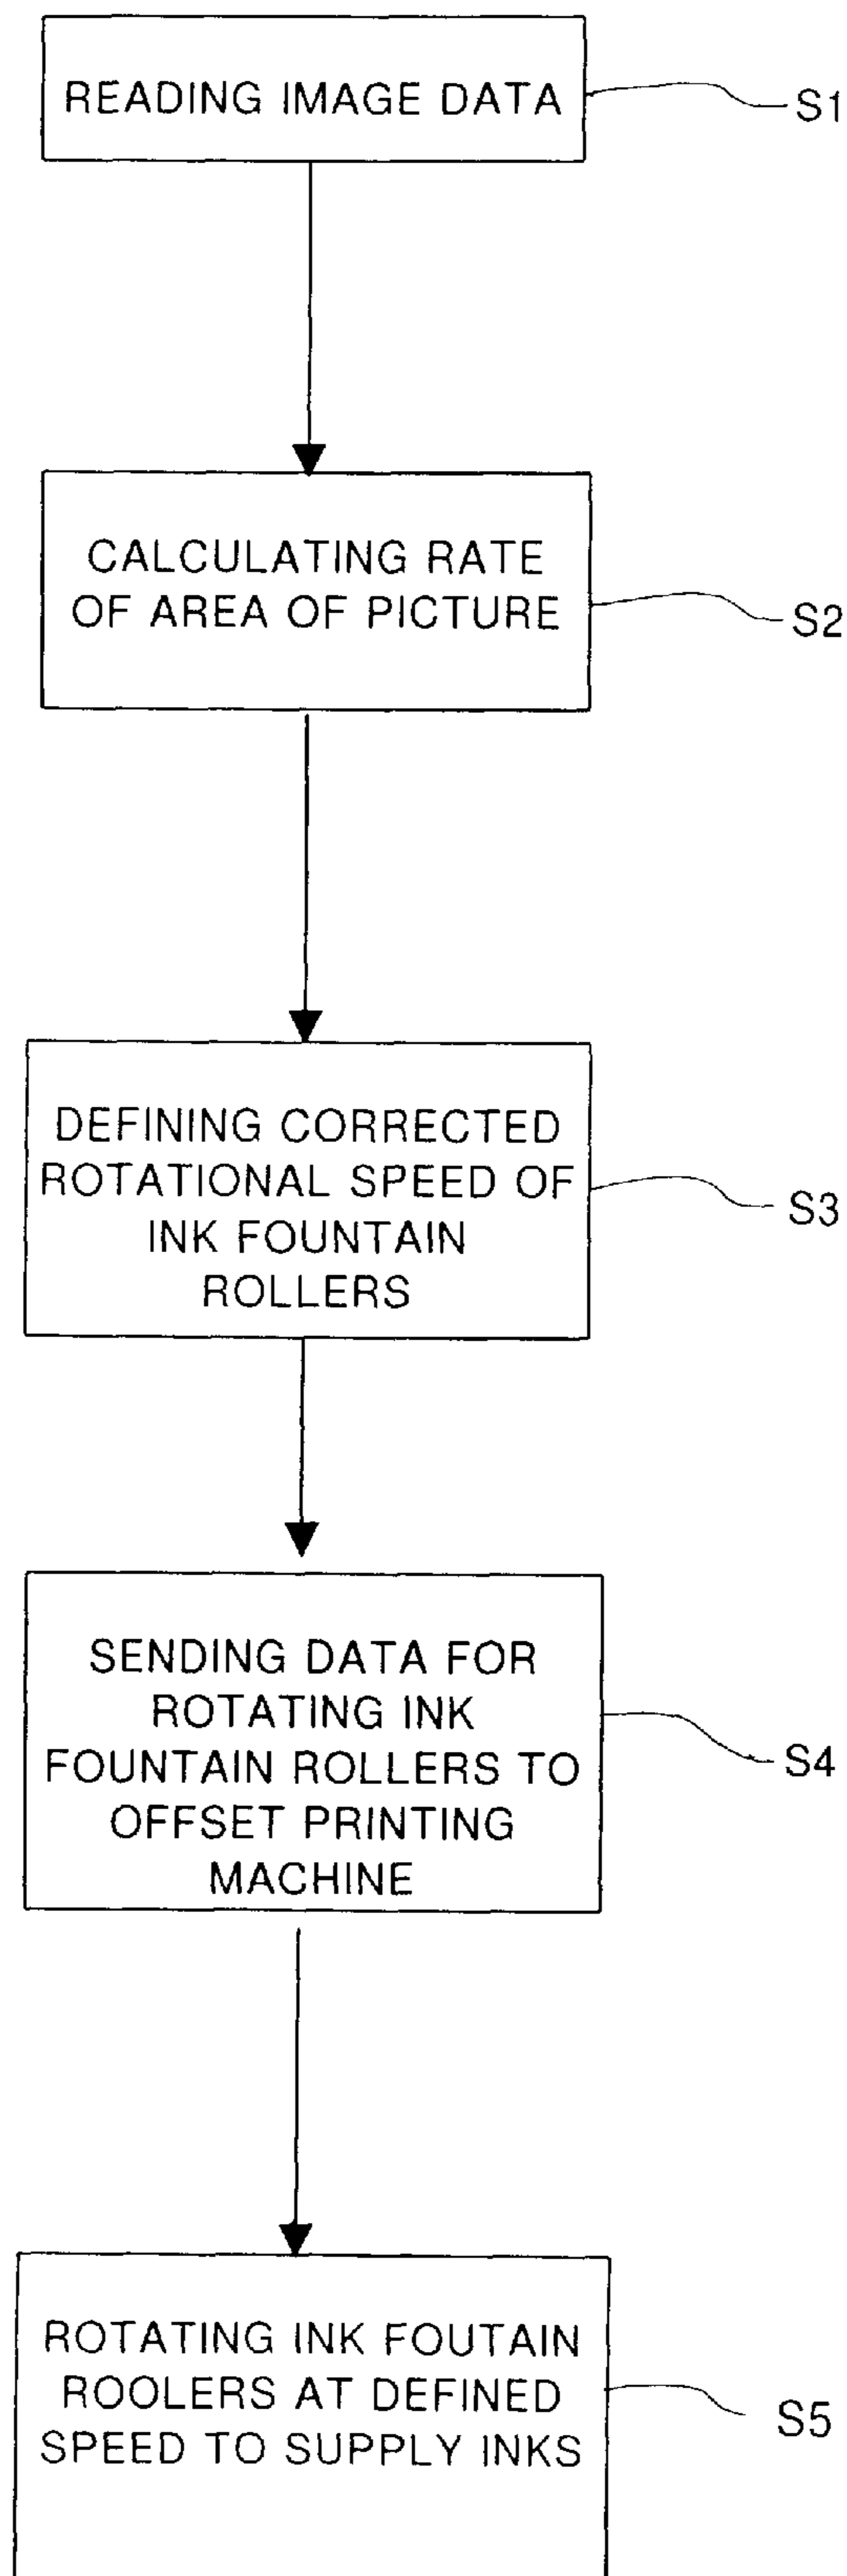 READING IMAGE DATA
S1
CALCULATING RATE
OF AREA OF PICTURE
S2
DEFINING CORRECTED
ROTATIONAL SPEED OF
INK FOUNTAIN
ROLLERS
S3
SENDING DATA FOR
ROTATING INK
FOUNTAIN ROLLERS TO
OFFSET PRINTING
MACHINE
S4
ROTATING INK FOUTAIN
ROOLERS AT DEFINED
SPEED TO SUPPLY INKS
S5